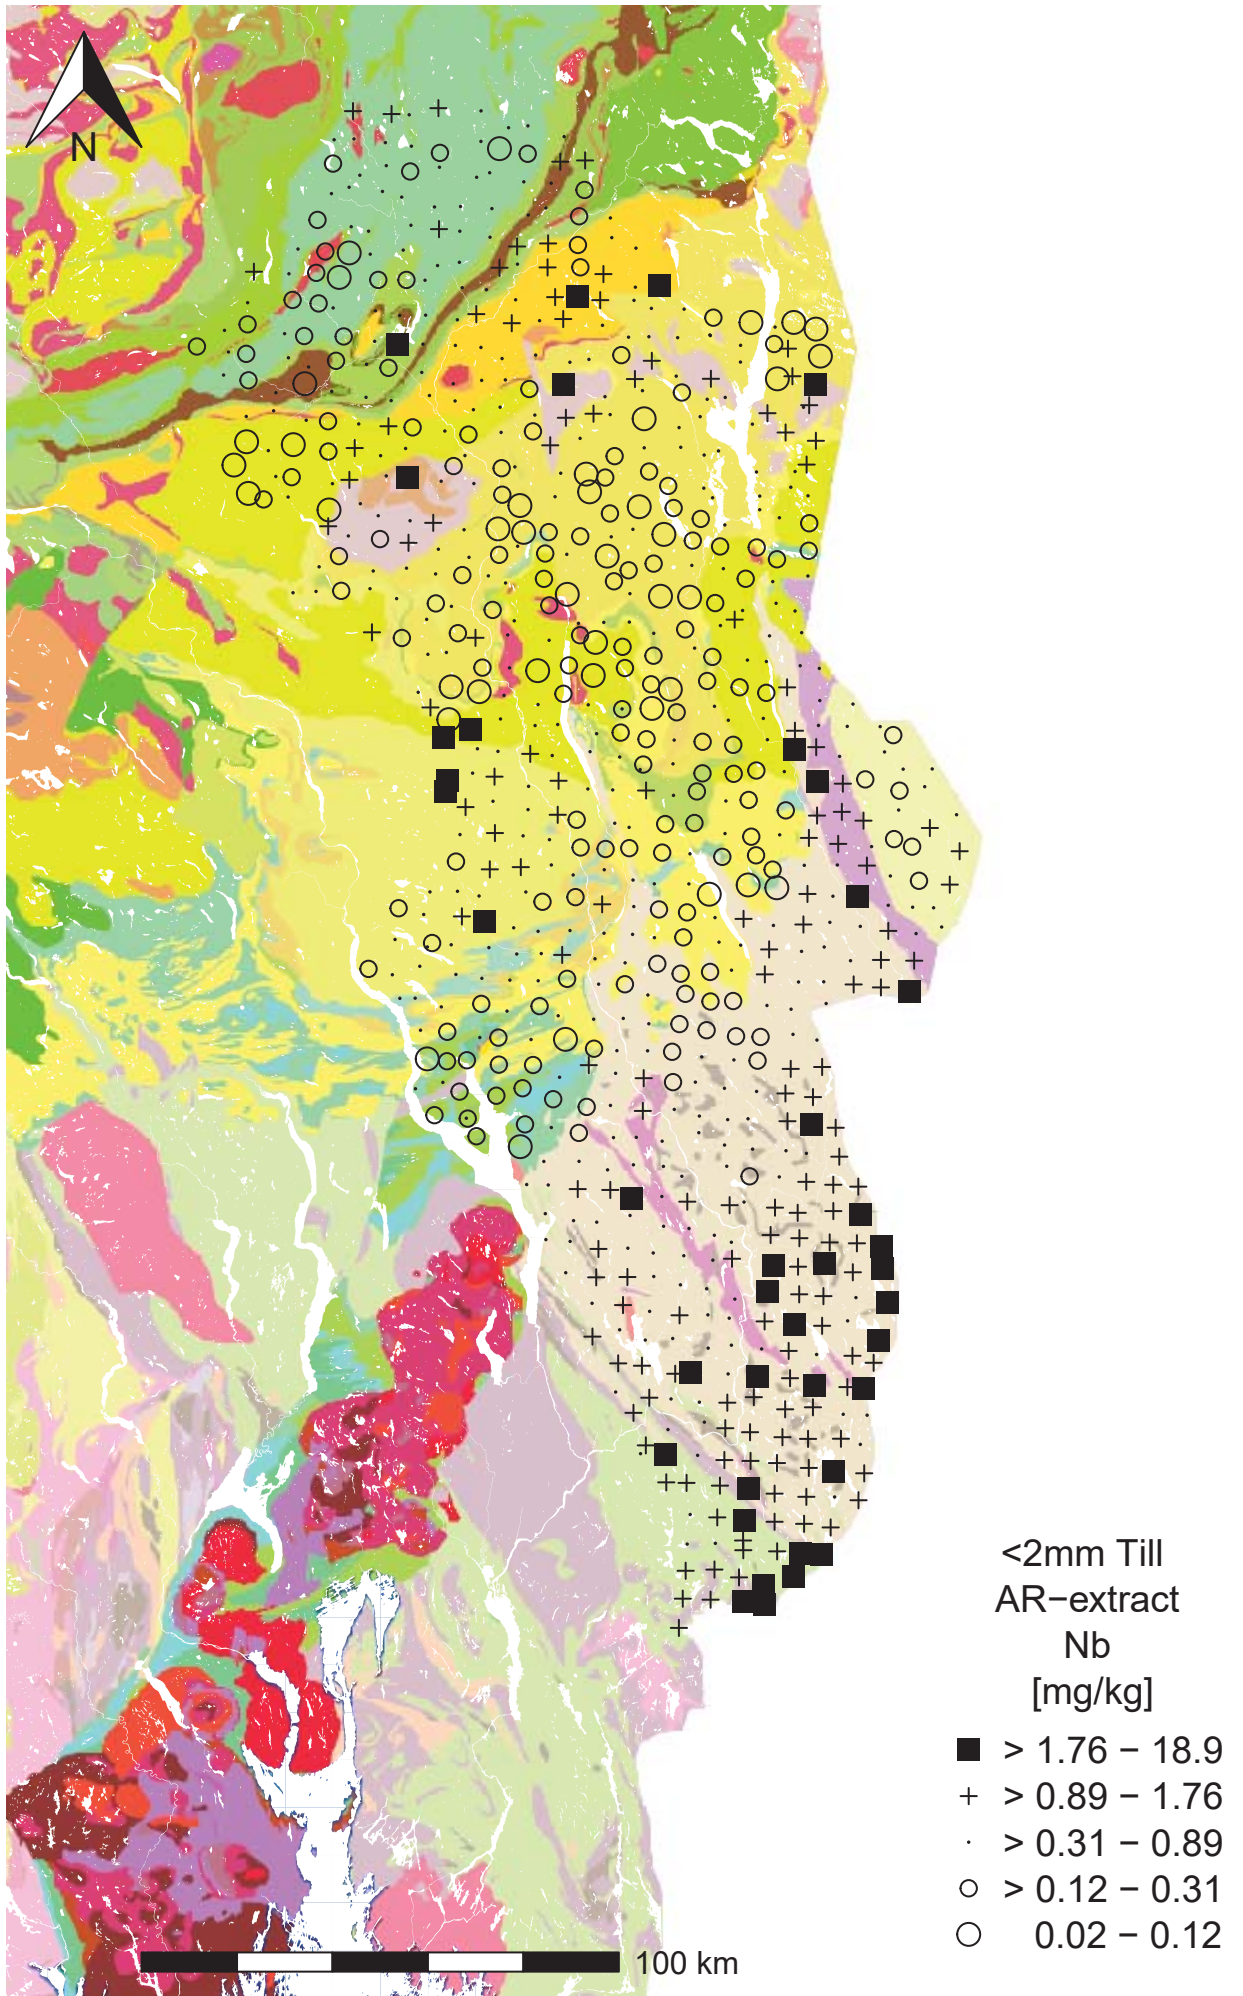 N
<2mm Till
AR−extract
Nb
[mg/kg]
> 1.76 − 18.9
> 0.89 − 1.76
> 0.31 − 0.89
> 0.12 − 0.31
0.02 − 0.12
100 km